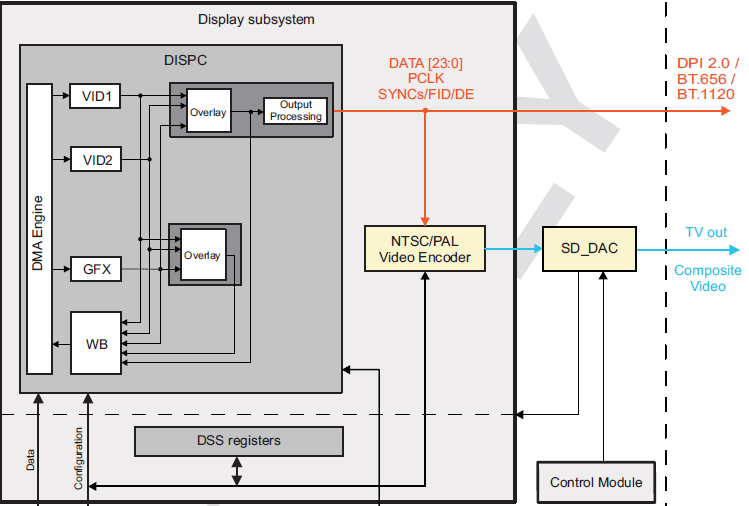 Display subsystem
DISPC
DATA [23:0]
PCLK
SYNCs/FID/DE
DPI 2.0 /
BT.656 /
BT.1120
VID1
Overlay
Output
Processing
VID2
DMA Engine
NTSC/PAL
Video Encoder
SD_DAC
TV out
Composite
Video
Overlay
GFX
WB
DSS registers
Data
Configuration
Control Module